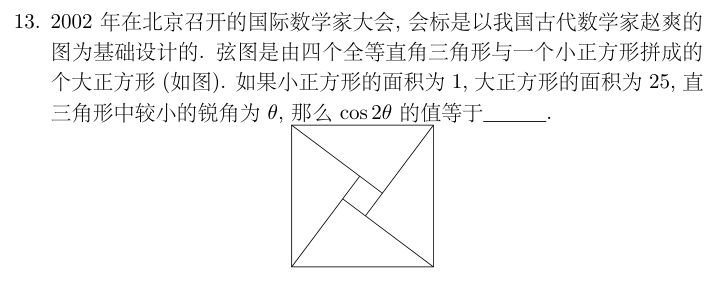 13. 2002 年在北京召开的国际数学家大会, 会标是以我国古代数学家赵爽的
图为基础设计的. 弦图是由四个全等直角三角形与一个小正方形拼成的
个大正方形 (如图). 如果小正方形的面积为 1, 大正方形的面积为 25, 直
三角形中较小的锐角为 θ, 那么 cos 2θ 的值等于______.